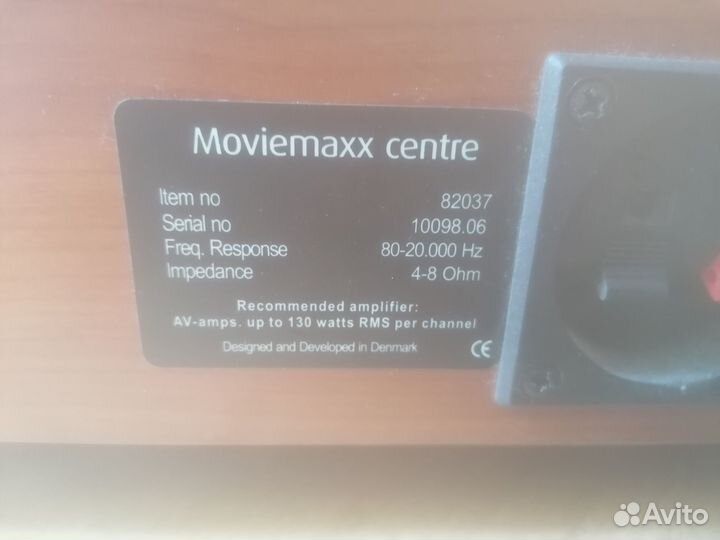 Moviemaxx centre
Item no 82037
Serial no 10098.06
Freq. Response 80-20.000 Hz
Impedance 4-8 Ohm
Recommended amplifier:
AV-amps. up to 130 watts RMS per channel
Designed and Developed in Denmark CE
Avito